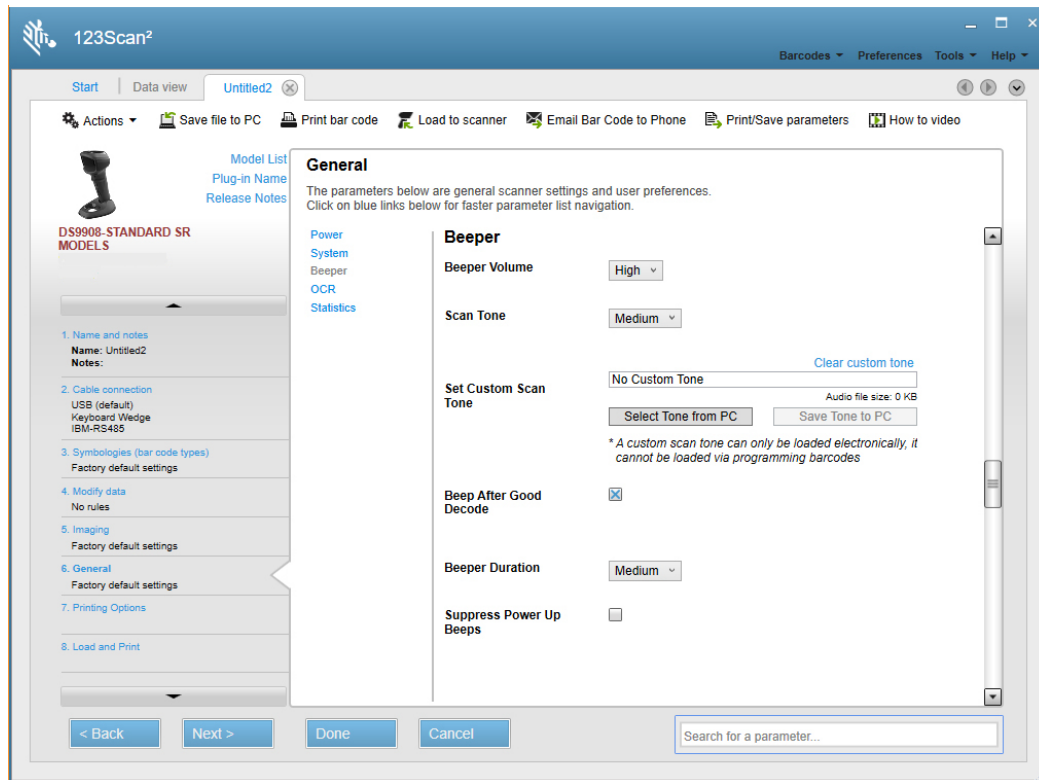 123Scan²
Barcodes Preferences Tools Help
Start Data view Untitled2
Actions Save file to PC Print bar code Load to scanner Email Bar Code to Phone Print/Save parameters How to video
Model List
Plug-in Name
Release Notes
DS9908-STANDARD SR
MODELS
1. Name and notes
Name: Untitled2
Notes:
2. Cable connection
USB (default)
Keyboard Wedge
IBM-RS485
3. Symbologies (bar code types)
Factory default settings
4. Modify data
No rules
5. Imaging
Factory default settings
6. General
Factory default settings
7. Printing Options
8. Load and Print
General
The parameters below are general scanner settings and user preferences.
Click on blue links below for faster parameter list navigation.
Power
System
Beeper
OCR
Statistics
Beeper
Beeper Volume High
Scan Tone Medium
Clear custom tone
Set Custom Scan
Tone
No Custom Tone
Audio file size: 0 KB
Select Tone from PC Save Tone to PC
* A custom scan tone can only be loaded electronically, it
cannot be loaded via programming barcodes
Beep After Good
Decode
Beeper Duration Medium
Suppress Power Up
Beeps
< Back Next > Done Cancel Search for a parameter...